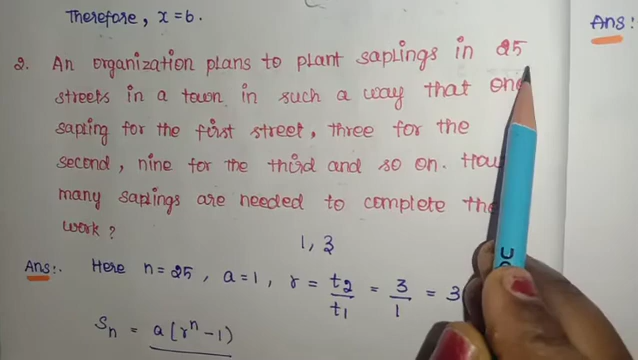 Therefore, x=6.
Ans:
2. An organization plans to plant saplings in 25
streets in a town in such a way that one
sapling for the first street, three for the
second, nine for the third and so on. How
many saplings are needed to complete the
work?
1, 3
Ans:. Here n=25, a=1, r = t2/t1 = 3/1 = 3
Sn = a(r^n -1)